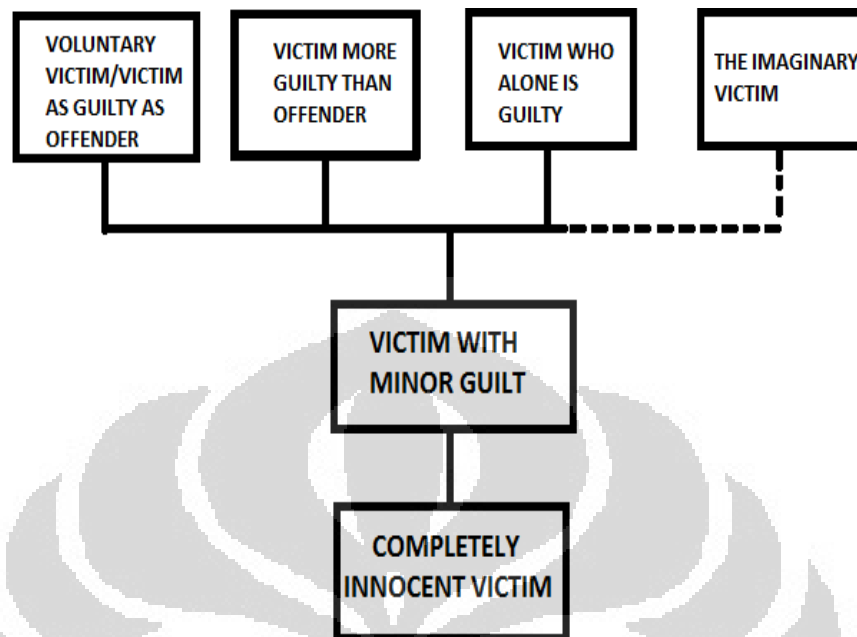 VOLUNTARY
VICTIM/VICTIM
AS GUILTY AS
OFFENDER
VICTIM MORE
GUILTY THAN
OFFENDER
VICTIM WHO
ALONE IS
GUILTY
THE IMAGINARY
VICTIM
VICTIM WITH
MINOR GUILT
COMPLETELY
INNOCENT VICTIM